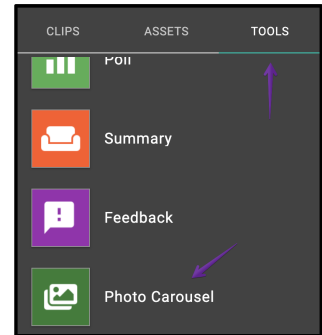 CLIPS ASSETS TOOLS
Poll
Summary
Feedback
Photo Carousel